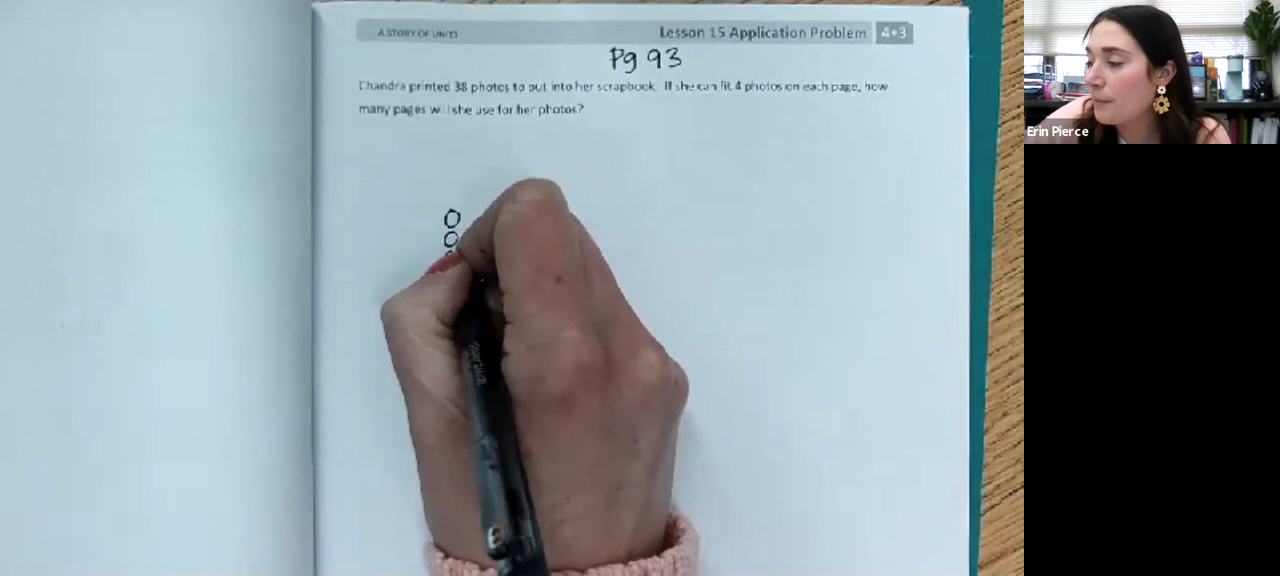 A STORY OF UNITS
Lesson 15 Application Problem 4•3
Pg 93
Chandra printed 38 photos to put into her scrapbook. If she can fit 4 photos on each page, how
many pages will she use for her photos?
Erin Pierce